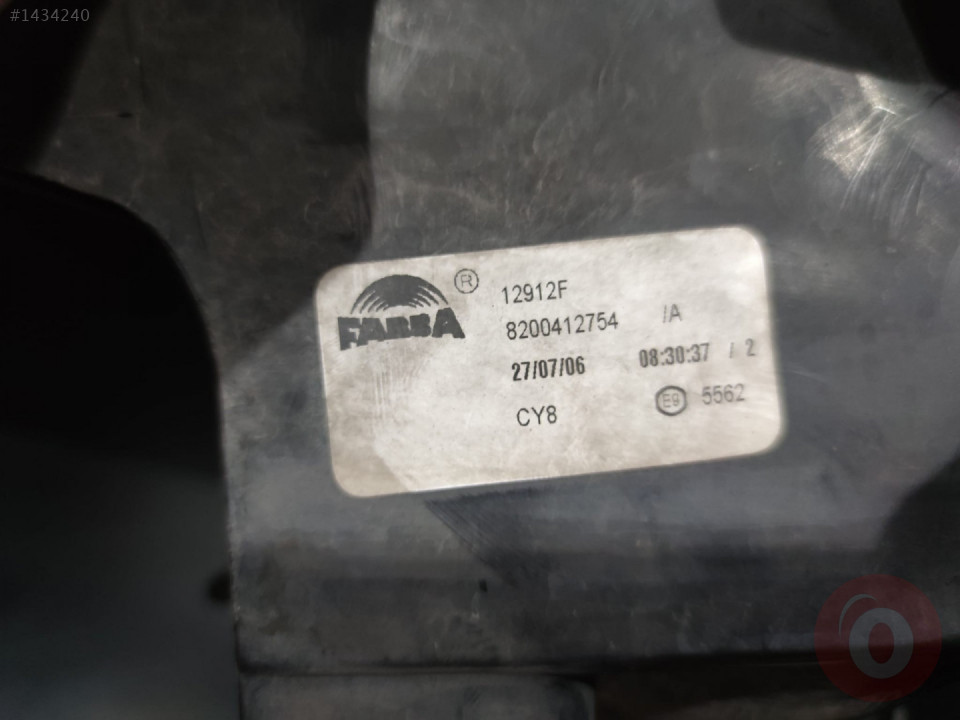 #1434240
FARBA ®
12912F
8200412754 /A
27/07/06 08:30:37 / 2
CY8 E9 5562
O